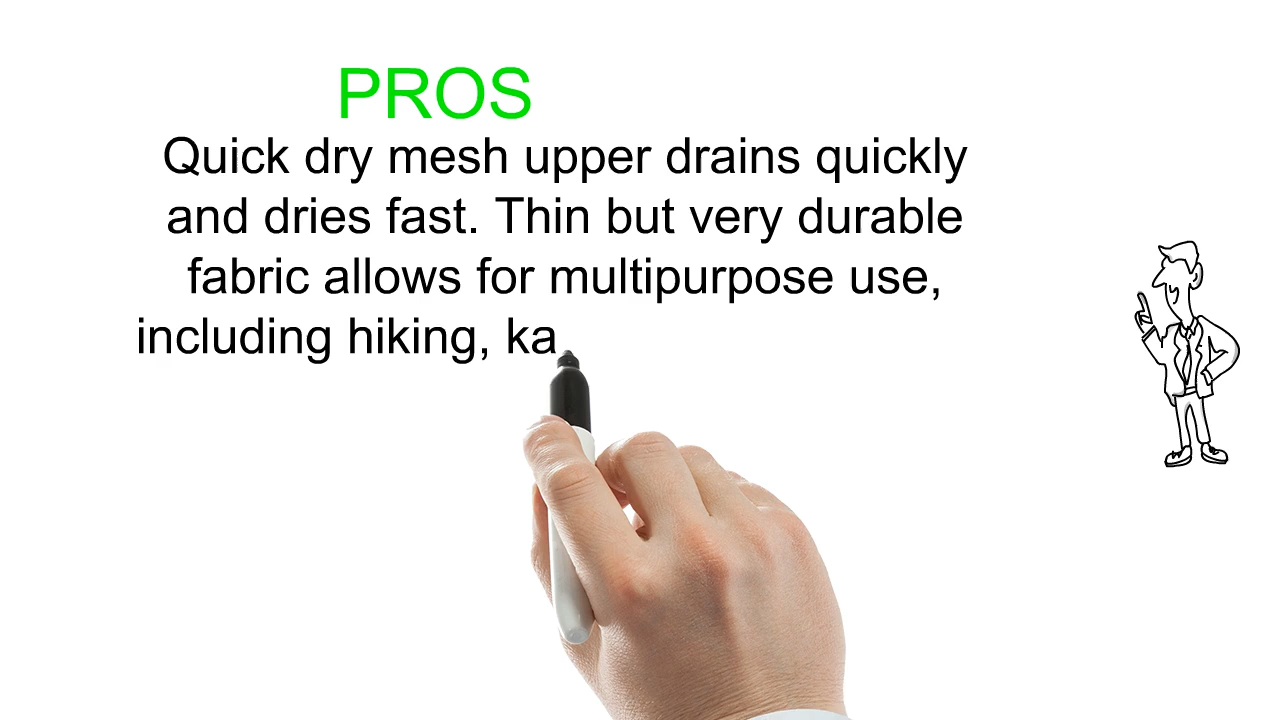 PROS
Quick dry mesh upper drains quickly
and dries fast. Thin but very durable
fabric allows for multipurpose use,
including hiking, ka